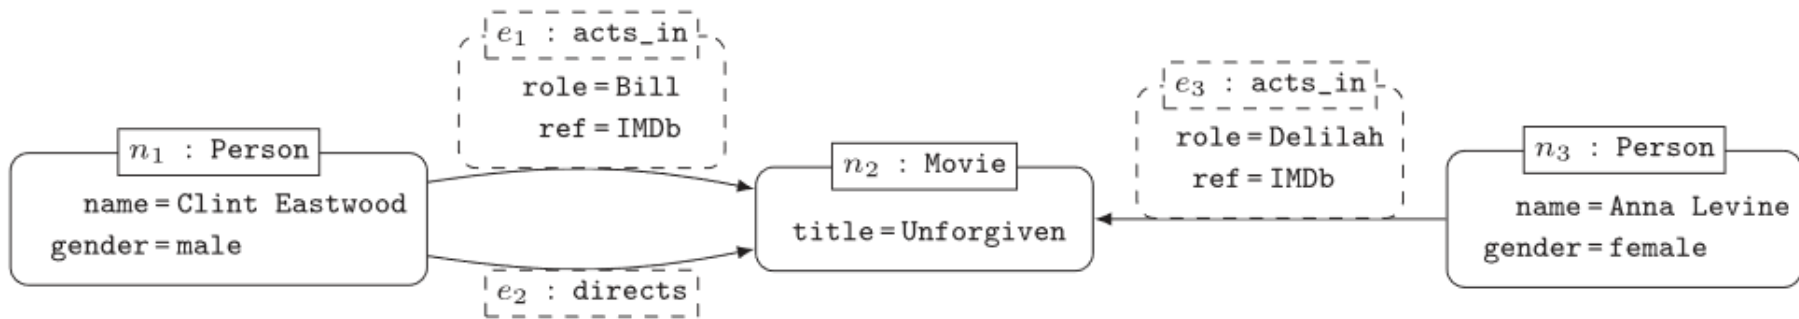 n₁ : Person
name = Clint Eastwood
gender = male
e₁ : acts_in
role = Bill
ref = IMDb
e₂ : directs
n₂ : Movie
title = Unforgiven
e₃ : acts_in
role = Delilah
ref = IMDb
n₃ : Person
name = Anna Levine
gender = female